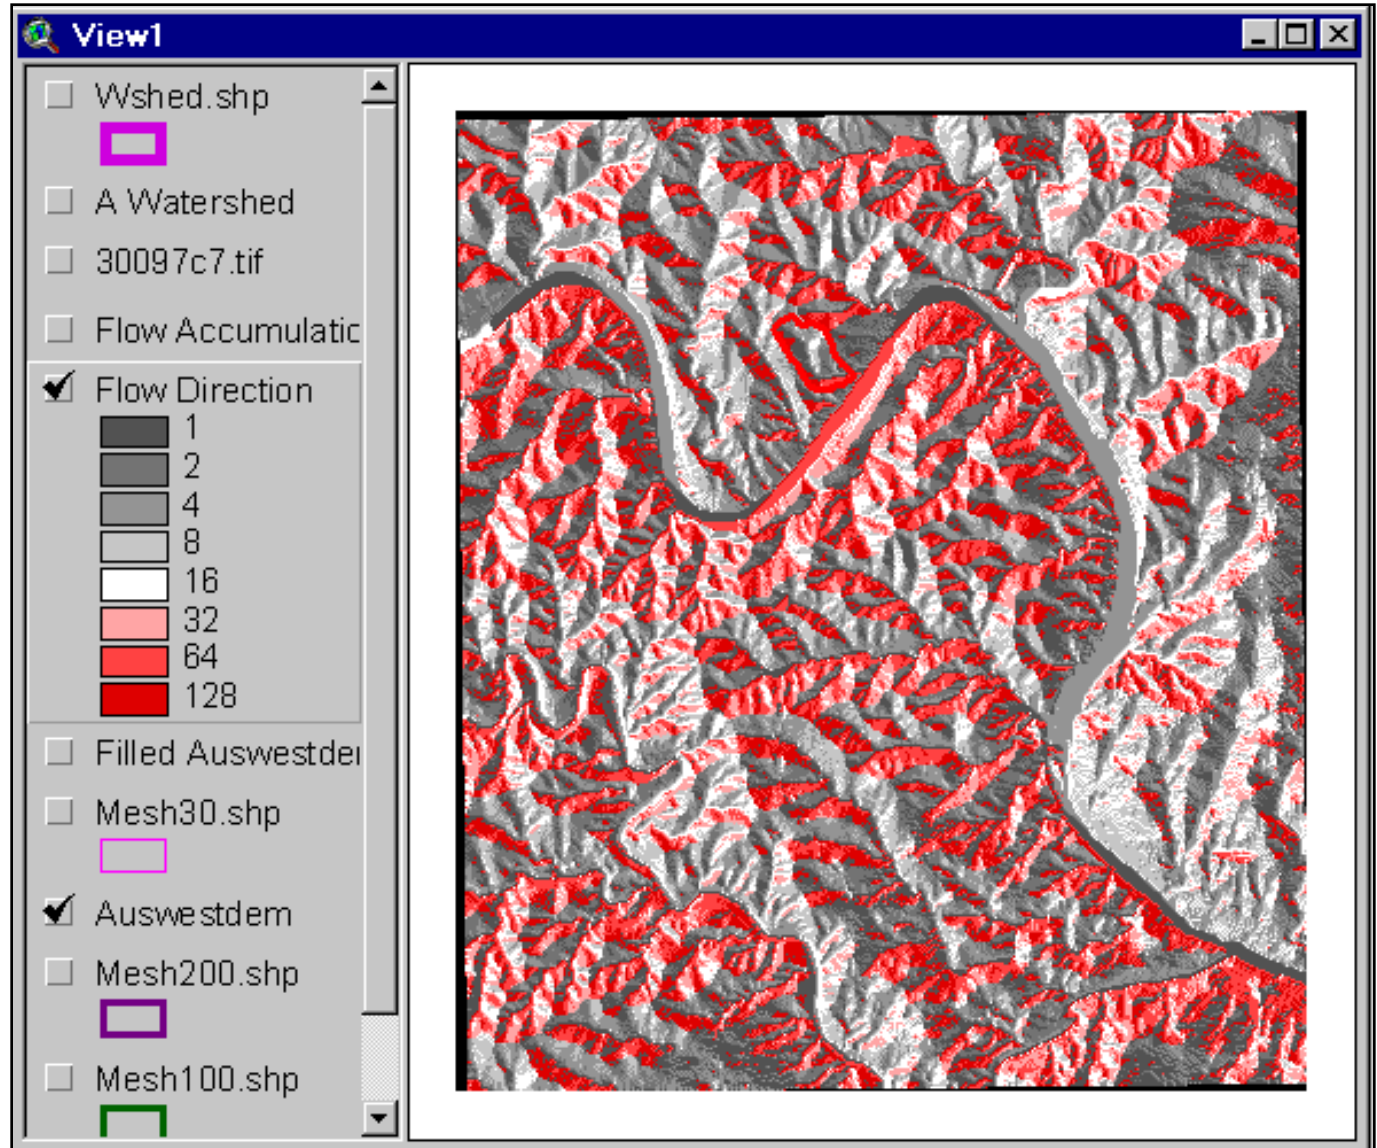 View1
Wshed.shp
A Watershed
30097c7.tif
Flow Accumulatic
Flow Direction
1
2
4
8
16
32
64
128
Filled Auswestder
Mesh30.shp
Auswestdem
Mesh200.shp
Mesh100.shp